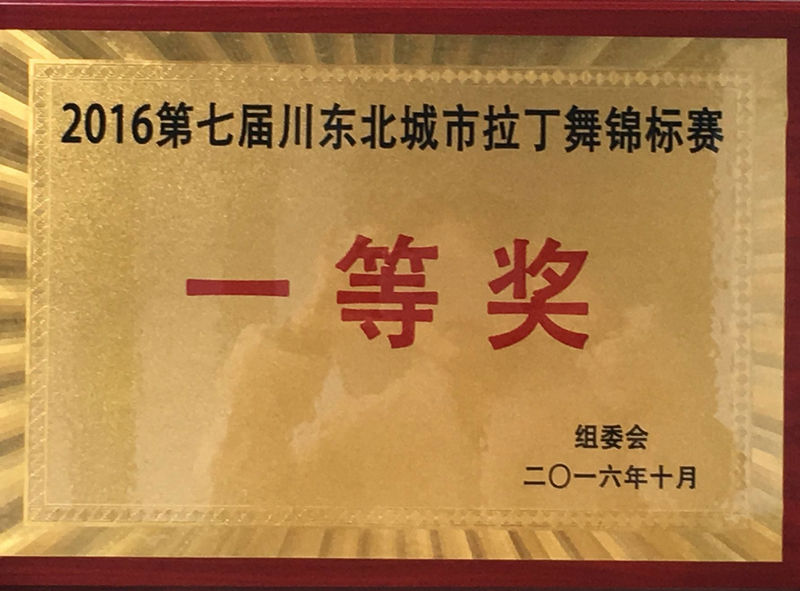 2016第七届川东北城市拉丁舞锦标赛
一等奖
组委会
二〇一六年十月